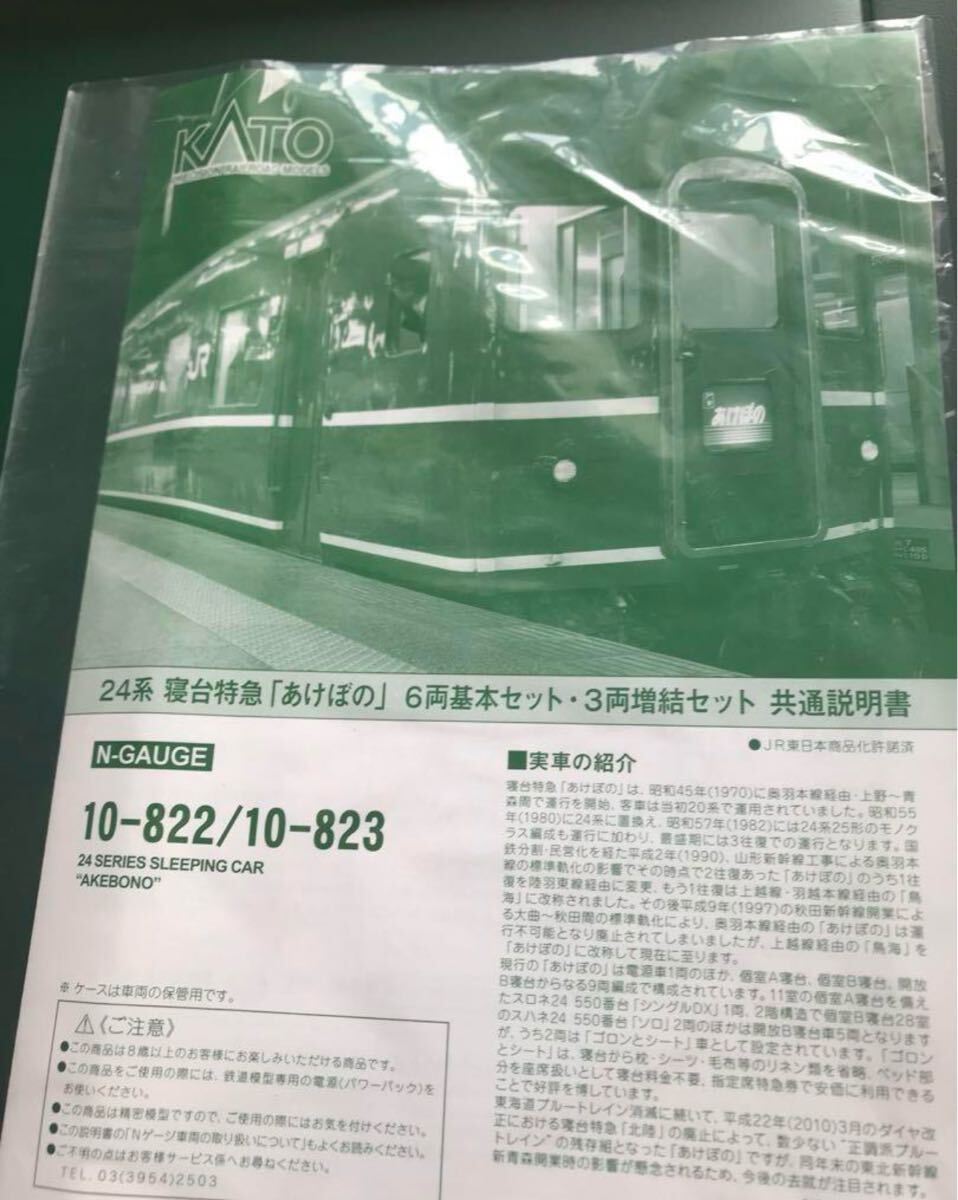 KATO
PRECISION RAILROAD MODELS
JR
あけぼの
24系 寝台特急「あけぼの」 6両基本セット・3両増結セット 共通説明書
●JR東日本商品化許諾済
N-GAUGE
10-822/10-823
24 SERIES SLEEPING CAR
“AKEBONO”
※ ケースは車両の保管用です。
⚠《ご注意》
●この商品は8歳以上のお客様にお楽しみいただける商品です。
●この商品をご使用の際には、鉄道模型専用の電源(パワーパック)を
お使いください。
●この商品は精密模型ですので、ご使用の際にはお気を付けください。
●この説明書の「Nゲージ車両の取り扱いについて」もよくお読みください。
●ご不明の点はお客様サービス係へお尋ねください。
TEL. 03(3954)2503
■実車の紹介
寝台特急「あけぼの」は、昭和45年(1970)に奥羽本線経由・上野～青
森間で運行を開始、客車は当初20系で運用されていました。昭和55
年(1980)に24系に置換え、昭和57年(1982)には24系25形のモノク
ラス編成も運行に加わり、最盛期には3往復での運行となります。国
鉄分割・民営化を経た平成2年(1990)、山形新幹線工事による奥羽本
線の標準軌化の影響でその時点で2往復あった「あけぼの」のうち1往
復を陸羽東線経由に変更、もう1往復は上越線・羽越本線経由の「鳥
海」に改称されました。その後平成9年(1997)の秋田新幹線開業によ
る大曲～秋田間の標準軌化により、奥羽本線経由の「あけぼの」は運
行不可能となり廃止されてしまいましたが、上越線経由の「鳥海」を
「あけぼの」に改称して現在に至ります。
現行の「あけぼの」は電源車1両のほか、個室A寝台、個室B寝台、開放
B寝台からなる9両編成で構成されています。11室の個室A寝台を備え
たスロネ24 550番台「シングルDX」1両、2階構造で個室B寝台28室
のスハネ24 550番台「ソロ」2両のほかは開放B寝台車5両となります
が、うち2両は「ゴロンとシート」車として設定されています。「ゴロン
とシート」は、寝台から枕・シーツ・毛布等のリネン類を省略、ベッド部
分を座席扱いとして寝台料金不要、指定席特急券で安価に利用できる
ことで好評を博しています。
東海道ブルートレイン消滅に続いて、平成22年(2010)3月のダイヤ改
正における寝台特急「北陸」の廃止によって、数少ない“正調派ブルー
トレイン”の残存組となった「あけぼの」ですが、同年末の東北新幹線
新青森開業時の影響が懸念されるため、今後の去就が注目されます。